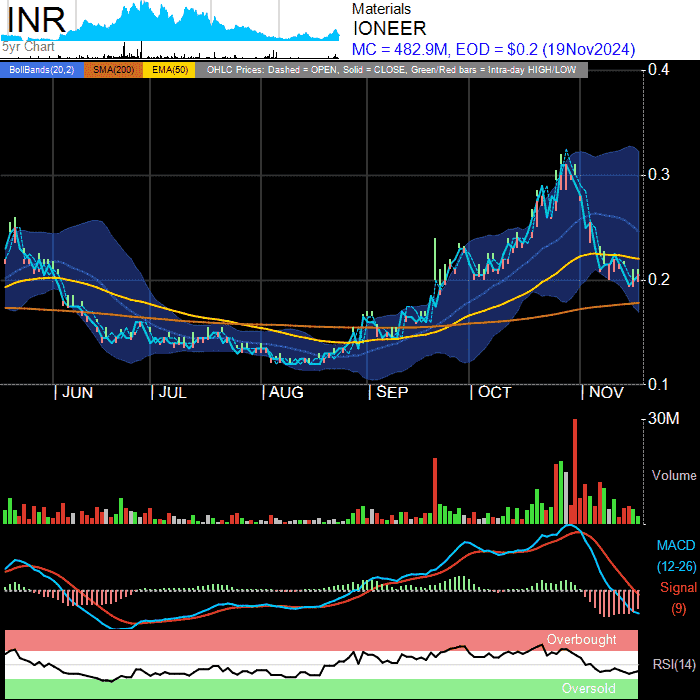 INR
5yr Chart
Materials
IONEER
MC = 482.9M, EOD = $0.2 (19Nov2024)
BollBands(20,2) SMA(200) EMA(50) OHLC Prices: Dashed = OPEN, Solid = CLOSE, Green/Red bars = Intra-day HIGH/LOW
0.4
0.3
0.2
0.1
JUN JUL AUG SEP OCT NOV
30M
Volume
MACD
(12-26)
Signal
(9)
Overbought
RSI(14)
Oversold